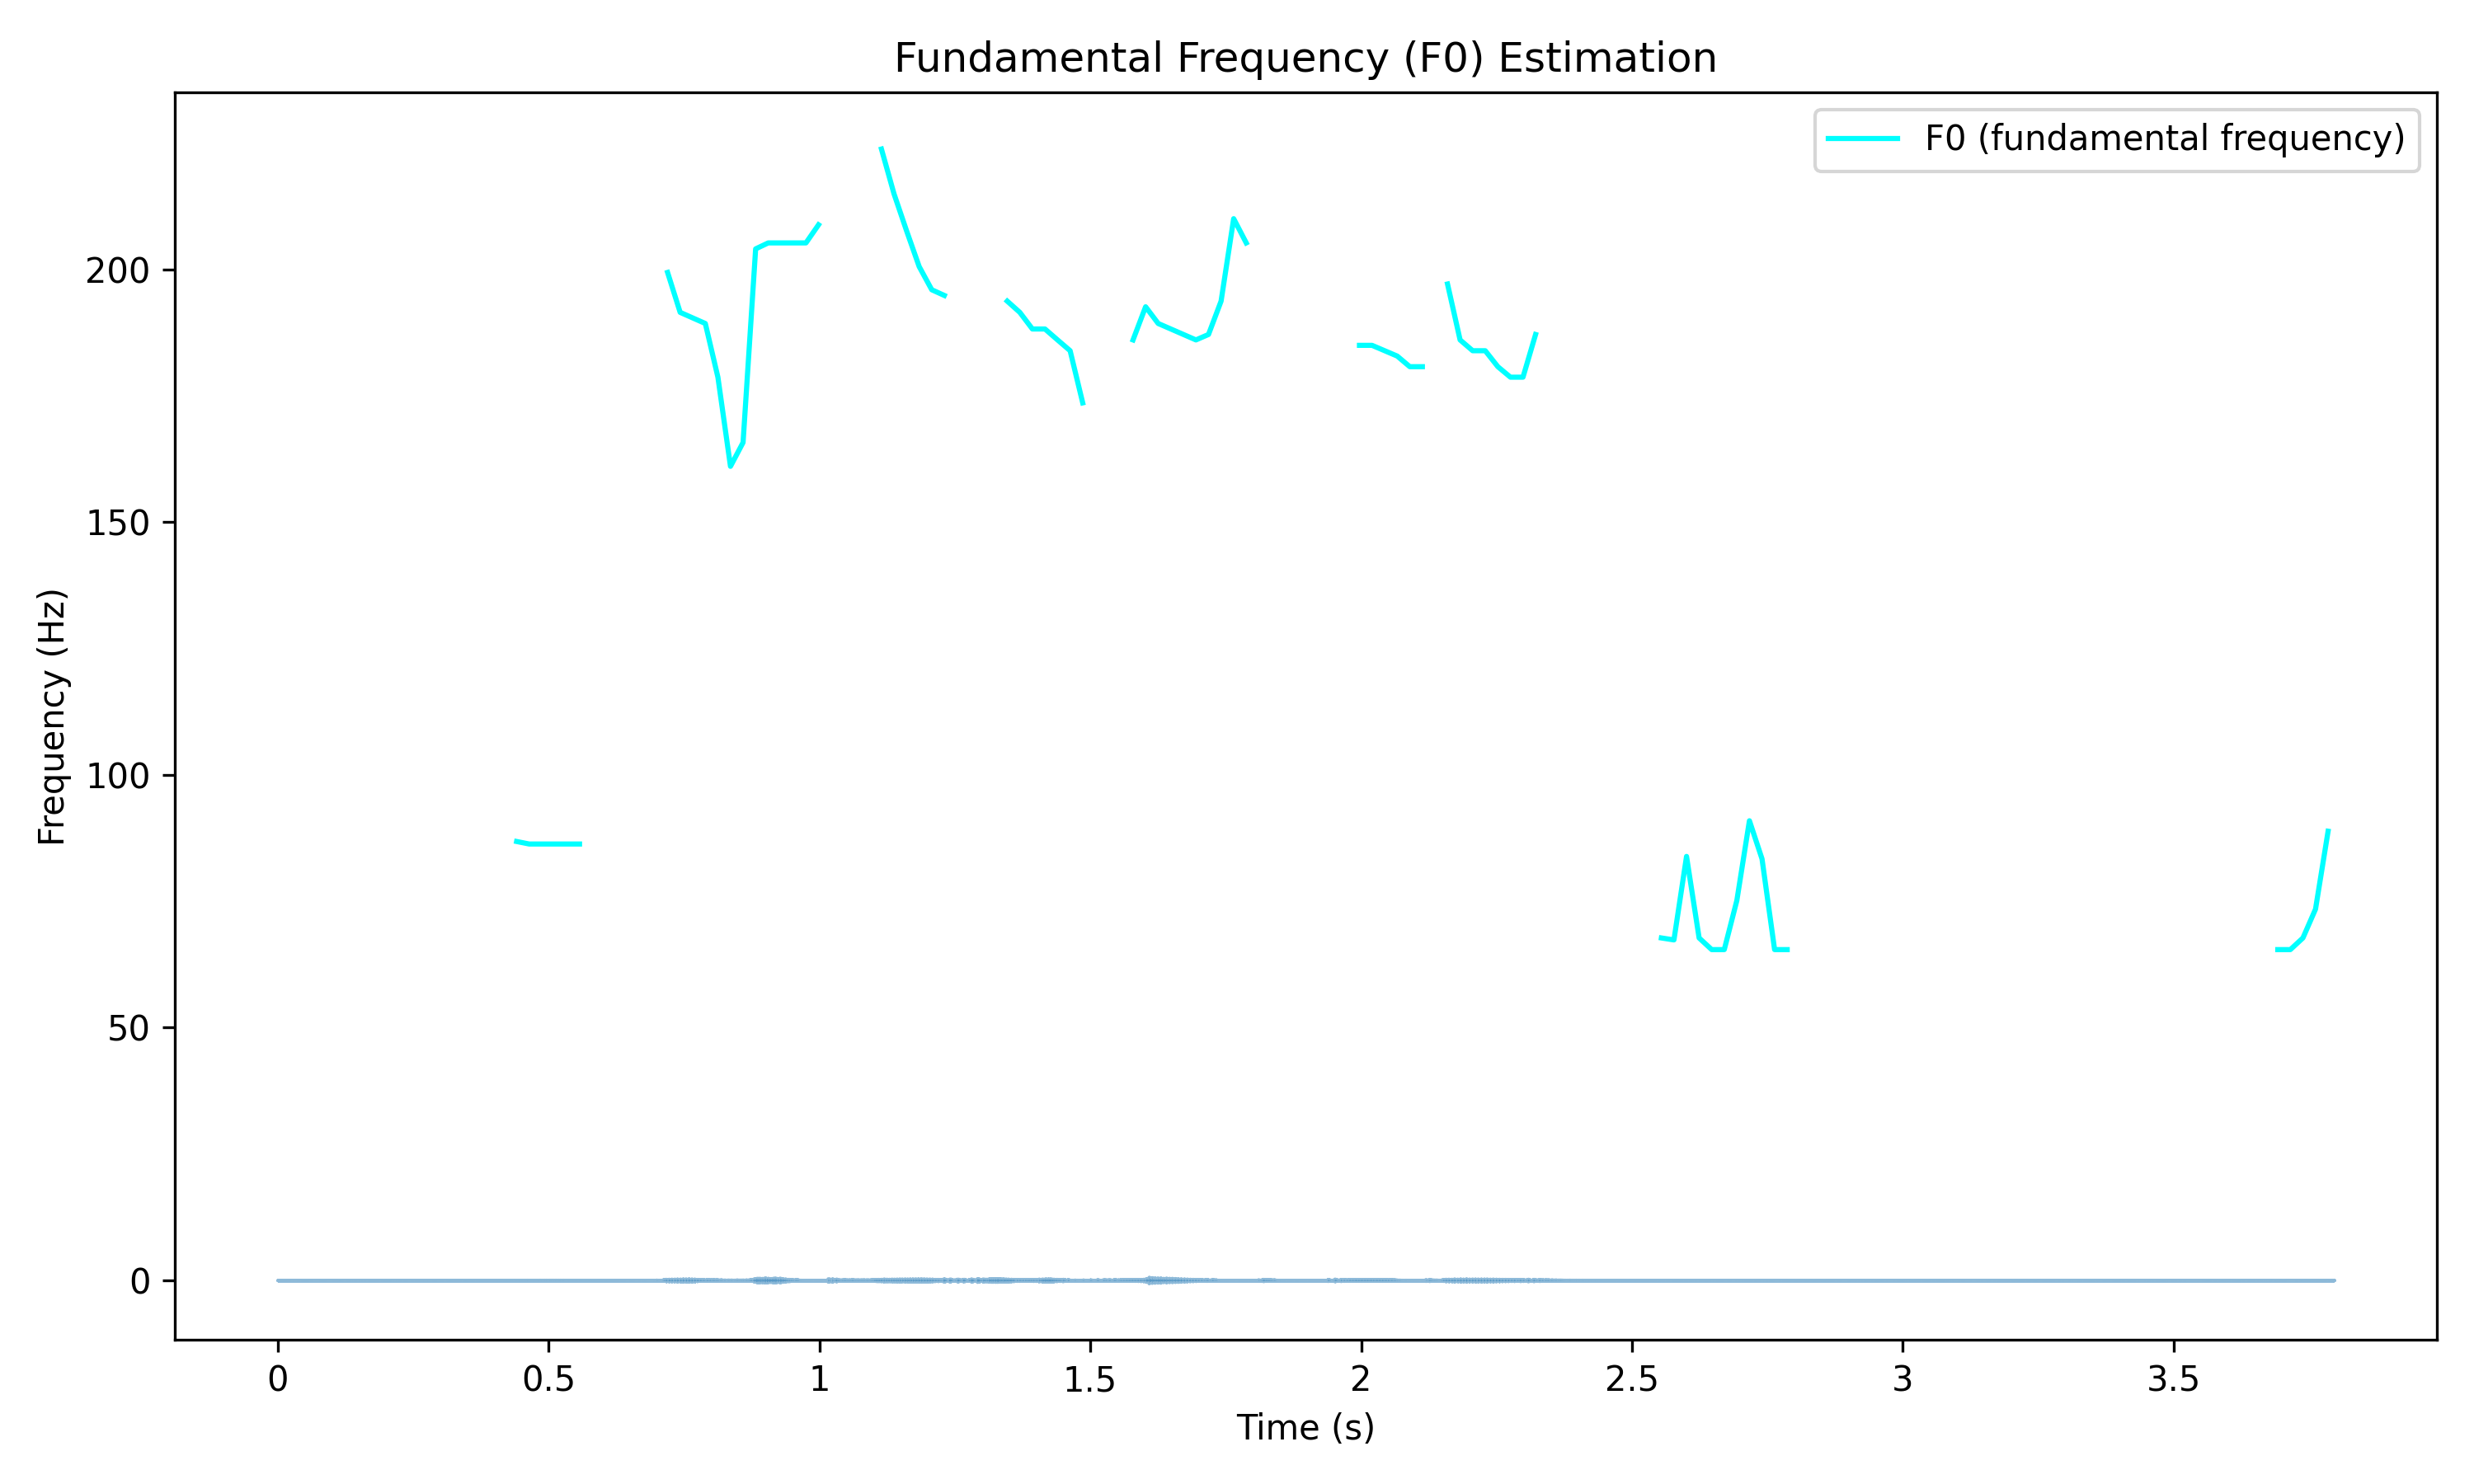 Fundamental Frequency (F0) Estimation
F0 (fundamental frequency)
Frequency (Hz)
200
150
100
50
0
0 0.5 1 1.5 2 2.5 3 3.5
Time (s)